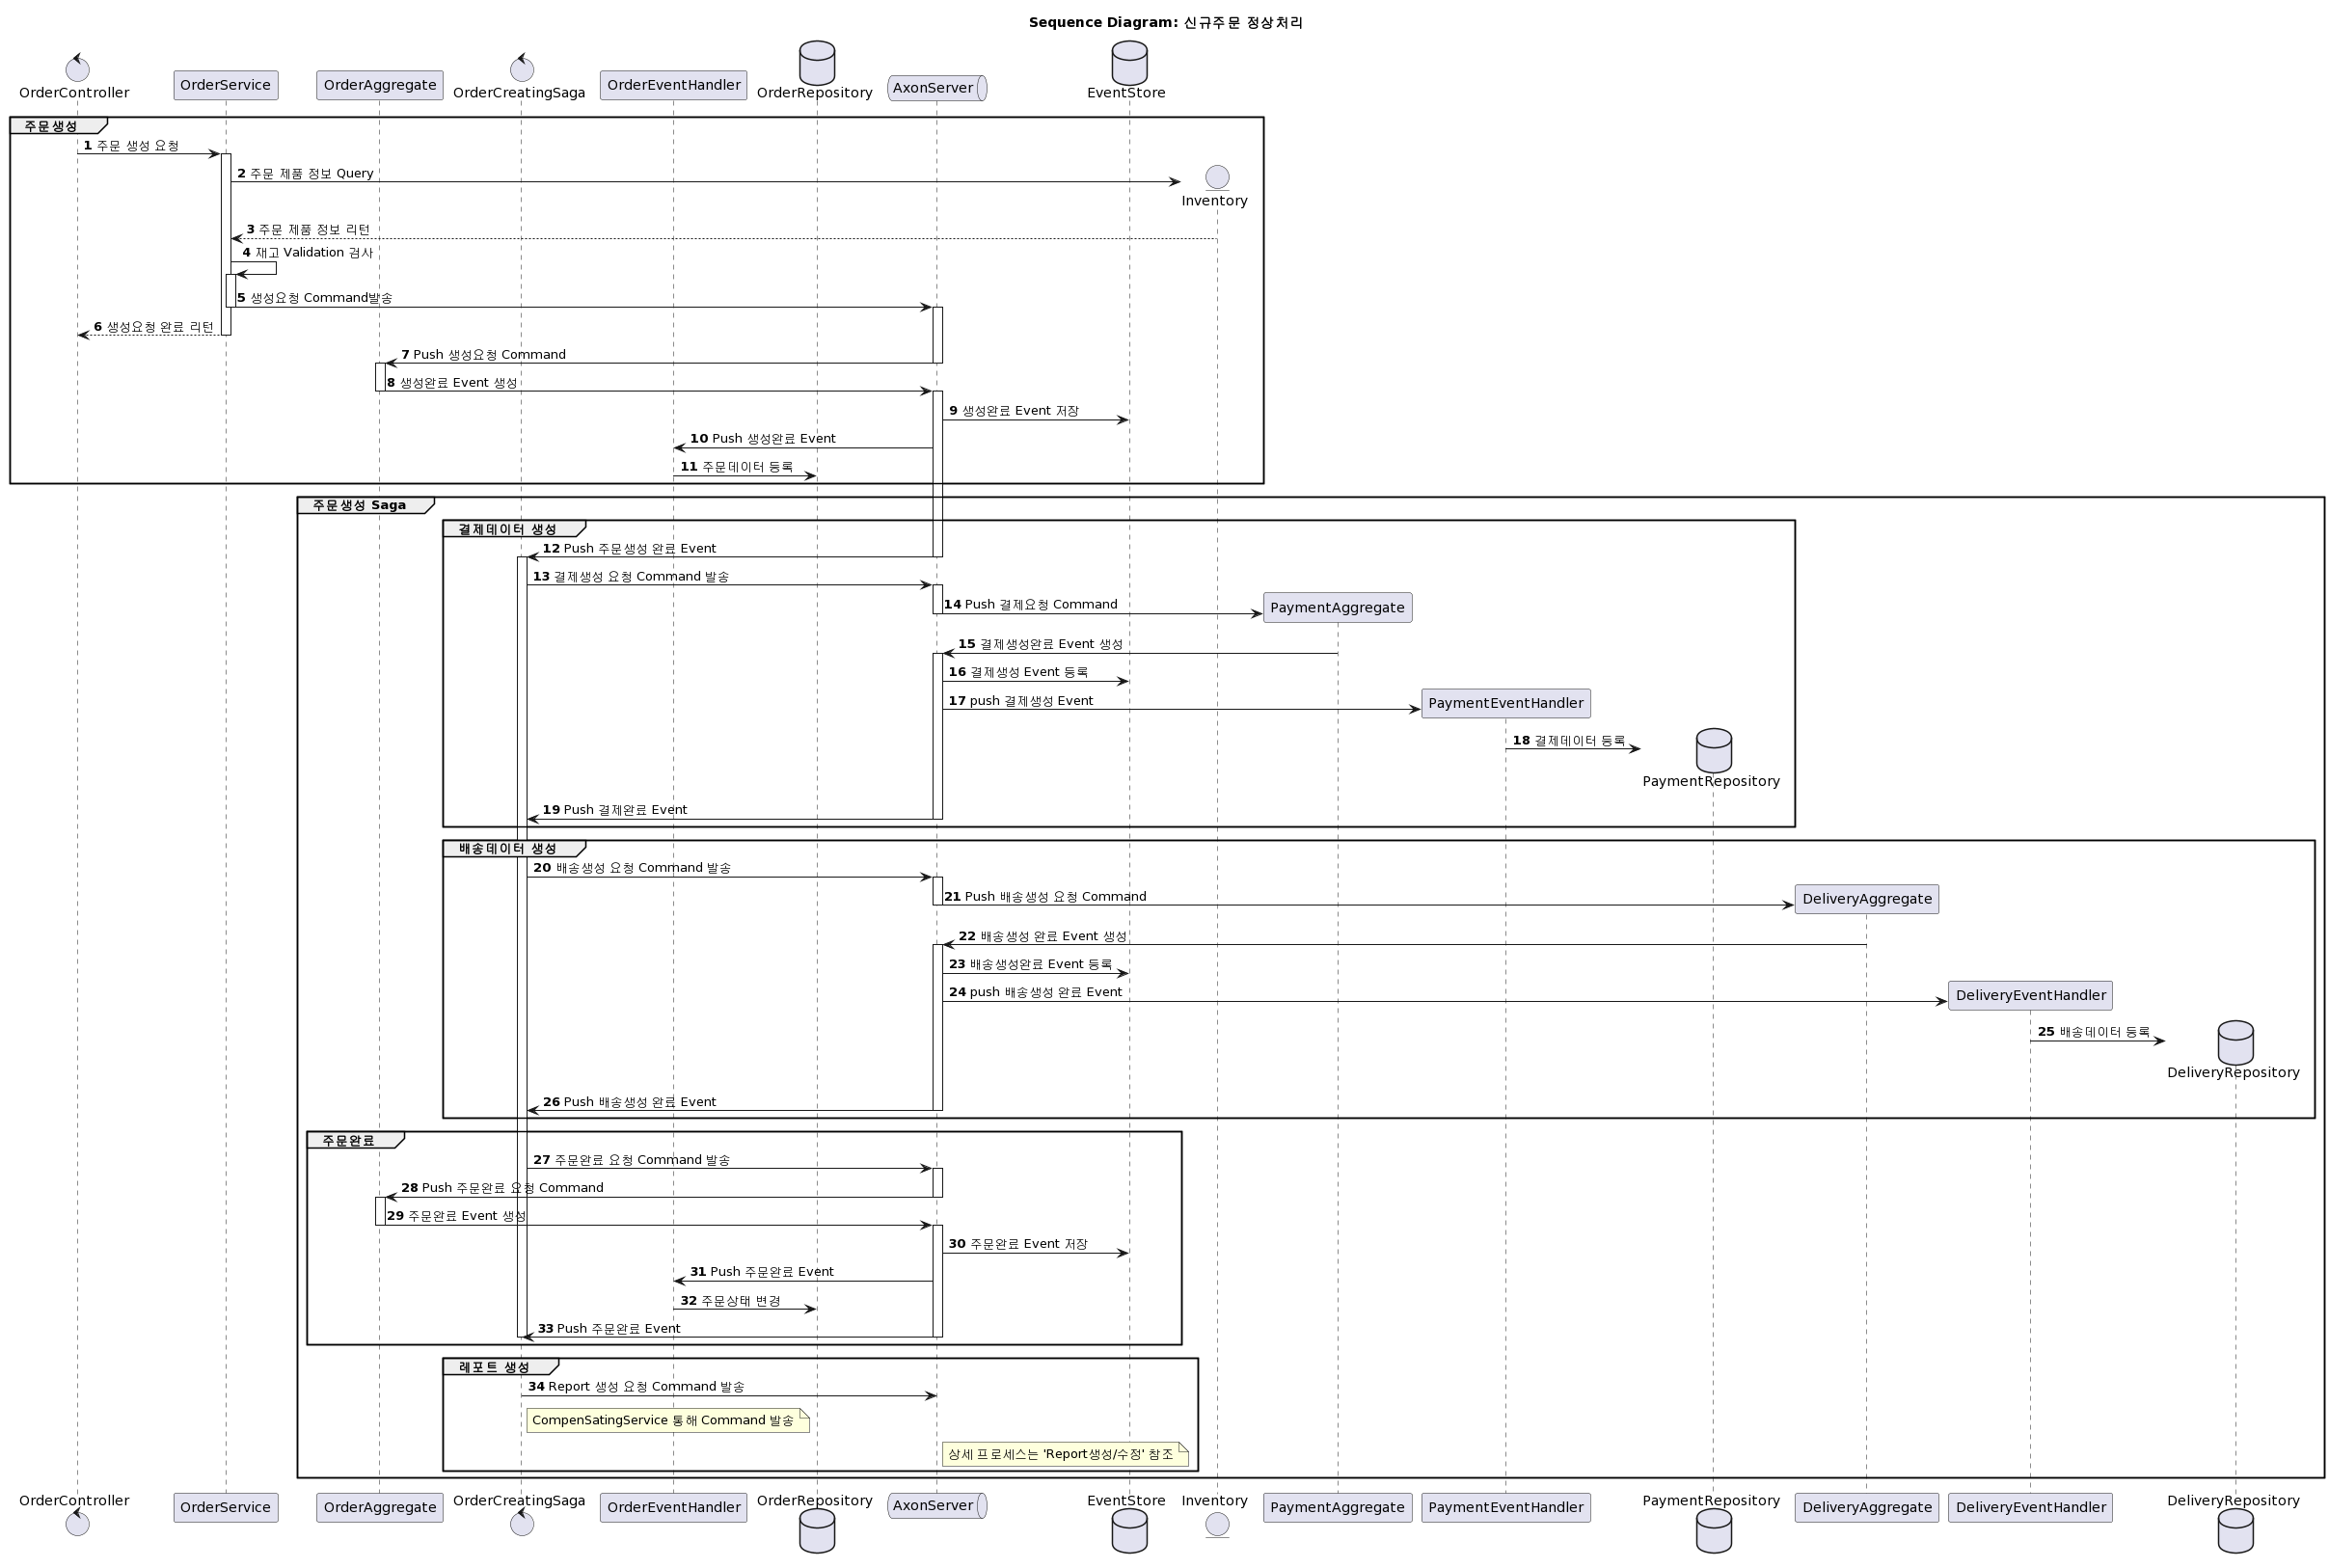 Sequence Diagram: 신규주문 정상처리
OrderController
OrderService
OrderAggregate
OrderCreatingSaga
OrderEventHandler
OrderRepository
AxonServer
EventStore
주문생성
1 주문 생성 요청
2 주문 제품 정보 Query
Inventory
3 주문 제품 정보 리턴
4 재고 Validation 검사
5 생성요청 Command발송
6 생성요청 완료 리턴
7 Push 생성요청 Command
8 생성완료 Event 생성
9 생성완료 Event 저장
10 Push 생성완료 Event
11 주문데이터 등록
주문생성 Saga
결제데이터 생성
12 Push 주문생성 완료 Event
13 결제생성 요청 Command 발송
14 Push 결제요청 Command
PaymentAggregate
15 결제생성완료 Event 생성
16 결제생성 Event 등록
17 push 결제생성 Event
PaymentEventHandler
18 결제데이터 등록
PaymentRepository
19 Push 결제완료 Event
배송데이터 생성
20 배송생성 요청 Command 발송
21 Push 배송생성 요청 Command
DeliveryAggregate
22 배송생성 완료 Event 생성
23 배송생성완료 Event 등록
24 push 배송생성 완료 Event
DeliveryEventHandler
25 배송데이터 등록
DeliveryRepository
26 Push 배송생성 완료 Event
주문완료
27 주문완료 요청 Command 발송
28 Push 주문완료 요청 Command
29 주문완료 Event 생성
30 주문완료 Event 저장
31 Push 주문완료 Event
32 주문상태 변경
33 Push 주문완료 Event
레포트 생성
34 Report 생성 요청 Command 발송
CompenSatingService 통해 Command 발송
상세 프로세스는 'Report생성/수정' 참조
OrderController
OrderService
OrderAggregate
OrderCreatingSaga
OrderEventHandler
OrderRepository
AxonServer
EventStore
Inventory
PaymentAggregate
PaymentEventHandler
PaymentRepository
DeliveryAggregate
DeliveryEventHandler
DeliveryRepository